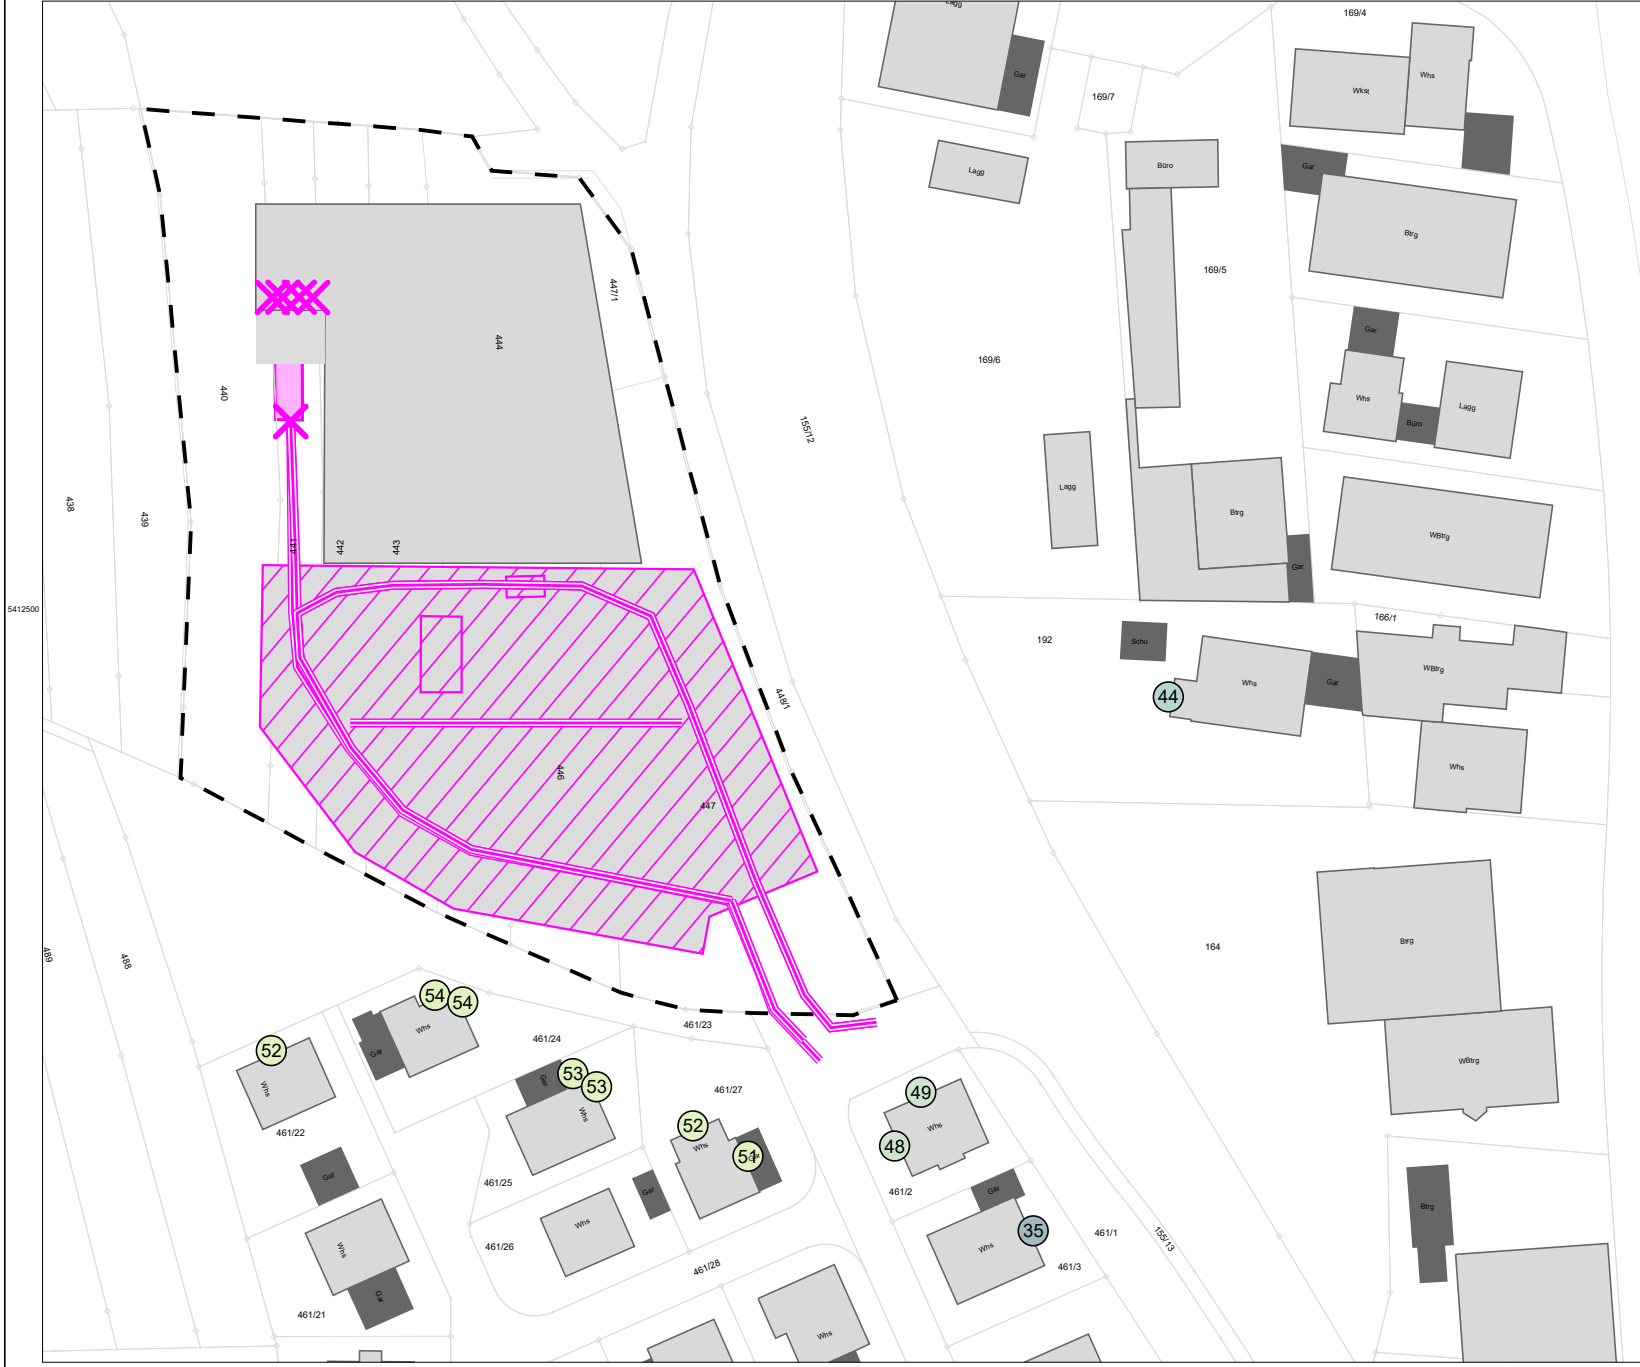 Lagg
169/4
Gar
Whs
Wkst
169/7
Büro
Gar
Lagg
Btrg
169/5
447/1
444
Gar
169/6
440
Whs
Lagg
Büro
155/12
Lagg
438
439
Btrg
WBtrg
441
442
443
Gar
5412500
166/1
192
Schu
WBtrg
Whs
Gar
44
448/1
446
Whs
447
Btrg
164
489
488
54
54
461/23
Whs
461/24
52
Gar
WBtrg
53
53
Gar
Whs
461/27
49
Whs
52
Whs
461/22
48
51
Gar
Whs
Gar
461/25
Gar
Gar
461/2
Btrg
Whs
35
461/1
155/13
461/26
Whs
Whs
461/28
461/3
Gar
461/21
Whs